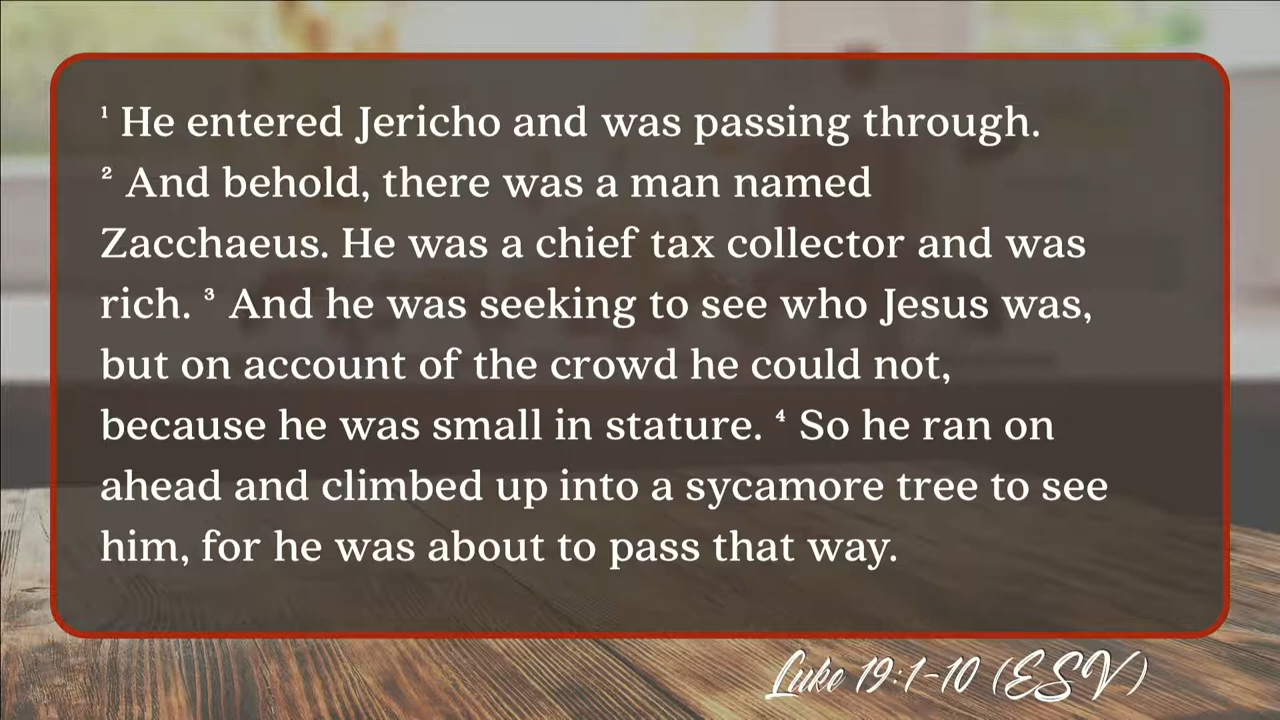 ¹ He entered Jericho and was passing through.
² And behold, there was a man named
Zacchaeus. He was a chief tax collector and was
rich. ³ And he was seeking to see who Jesus was,
but on account of the crowd he could not,
because he was small in stature. ⁴ So he ran on
ahead and climbed up into a sycamore tree to see
him, for he was about to pass that way.
Luke 19:1-10 (ESV)